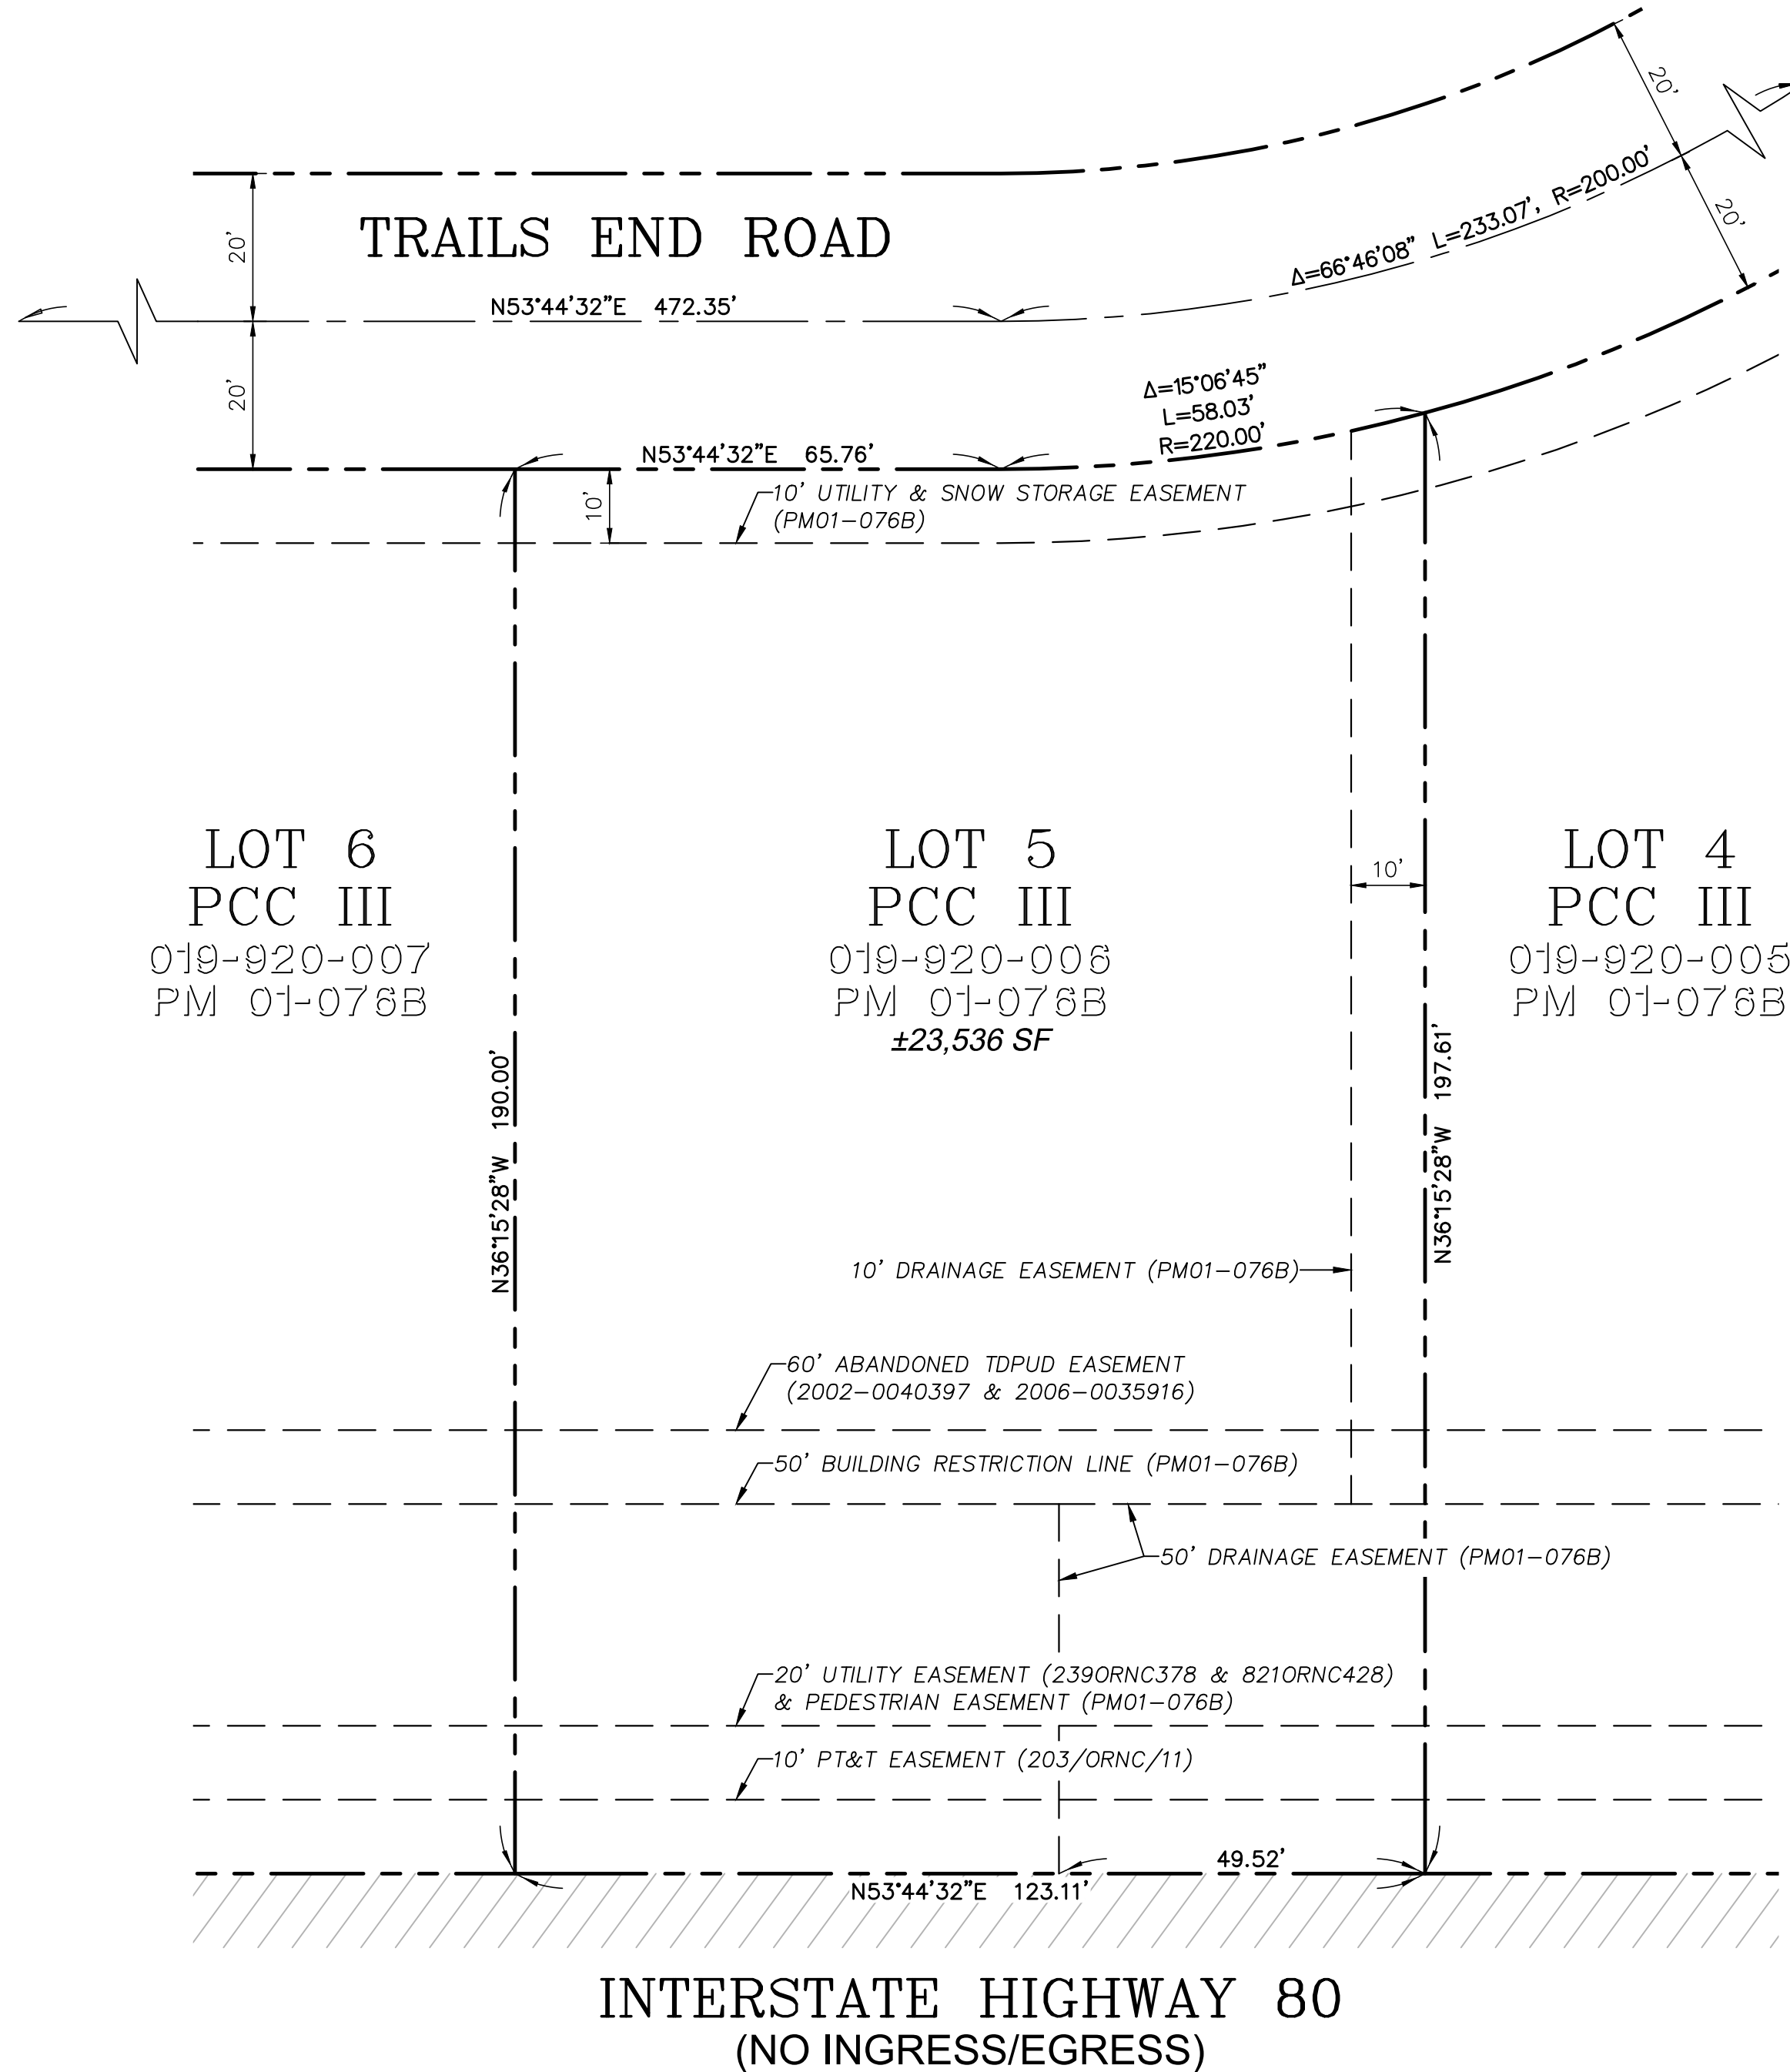 20'
Δ=66°46'08" L=233.07', R=200.00'
20'
20'
TRAILS END ROAD
N53°44'32"E 472.35'
20'
Δ=15°06'45"
L=58.03'
R=220.00'
N53°44'32"E 65.76'
10'
10' UTILITY & SNOW STORAGE EASEMENT
(PM01-076B)
LOT 6
PCC III
019-920-007
PM 01-076B
LOT 5
PCC III
019-920-006
PM 01-076B
±23,536 SF
10'
LOT 4
PCC III
019-920-005
PM 01-076B
N36°15'28"W 190.00'
N36°15'28"W 197.61'
10' DRAINAGE EASEMENT (PM01-076B)
60' ABANDONED TDPUD EASEMENT
(2002-0040397 & 2006-0035916)
50' BUILDING RESTRICTION LINE (PM01-076B)
50' DRAINAGE EASEMENT (PM01-076B)
20' UTILITY EASEMENT (239ORNC378 & 821ORNC428)
& PEDESTRIAN EASEMENT (PM01-076B)
10' PT&T EASEMENT (203/ORNC/11)
49.52'
N53°44'32"E 123.11'
INTERSTATE HIGHWAY 80
(NO INGRESS/EGRESS)